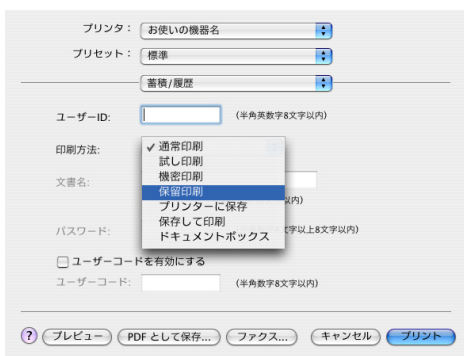 プリンタ： お使いの機器名
プリセット： 標準
蓄積/履歴
ユーザーID: (半角英数字8文字以内)
印刷方法: ✓ 通常印刷
試し印刷
機密印刷
文書名: 保留印刷
プリンターに保存 以内)
保存して印刷
パスワード: ドキュメントボックス 文字以上8文字以内)
ユーザーコードを有効にする
ユーザーコード: (半角数字8文字以内)
? プレビュー PDF として保存... ファクス... キャンセル プリント